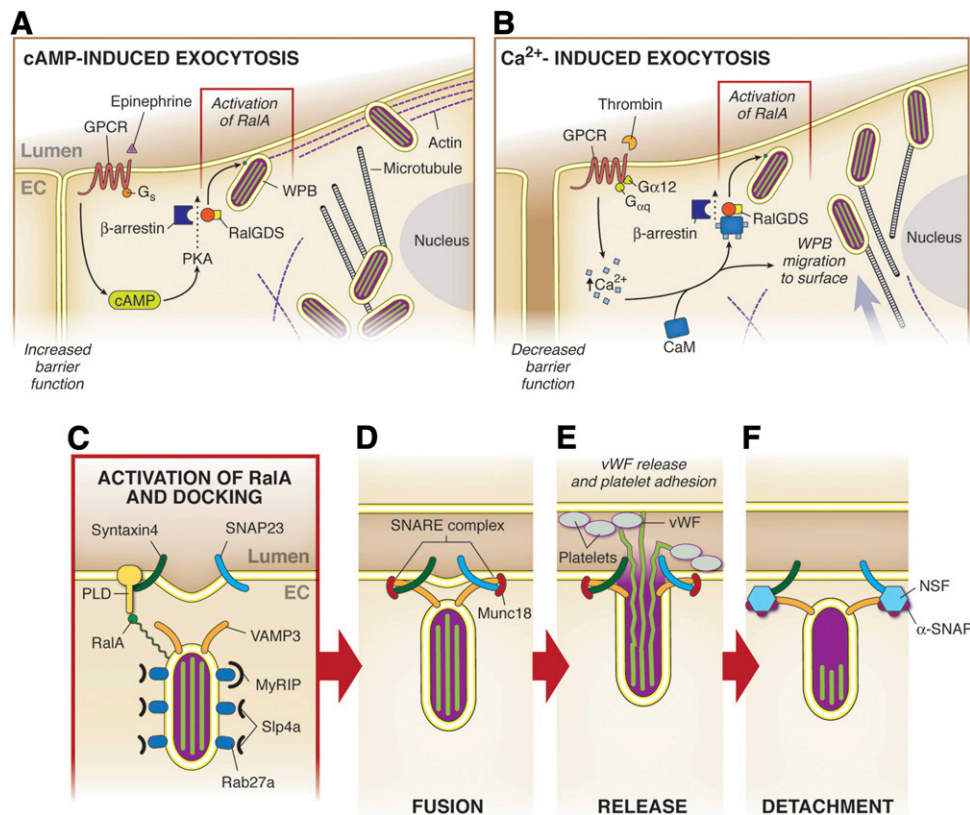 A
cAMP-INDUCED EXOCYTOSIS
Epinephrine
GPCR
Activation
of RalA
Lumen
EC
Gs
Actin
Microtubule
WPB
β-arrestin
RalGDS
PKA
Nucleus
cAMP
Increased
barrier
function
B
Ca²⁺- INDUCED EXOCYTOSIS
Thrombin
GPCR
Activation
of RalA
Gα12
Gαq
β-arrestin
RalGDS
Nucleus
WPB
migration
to surface
Ca²⁺
CaM
Decreased
barrier
function
C
ACTIVATION OF RalA
AND DOCKING
Syntaxin4
SNAP23
Lumen
EC
PLD
RalA
VAMP3
MyRIP
Slp4a
Rab27a
D
SNARE complex
Munc18
FUSION
E
vWF release
and platelet adhesion
vWF
Platelets
RELEASE
F
NSF
α-SNAP
DETACHMENT